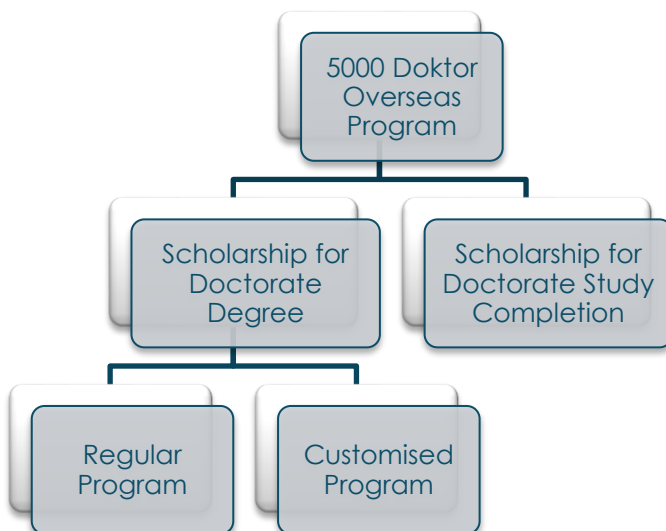 5000 Doktor
Overseas
Program
Scholarship for
Doctorate
Degree
Scholarship for
Doctorate Study
Completion
Regular
Program
Customised
Program